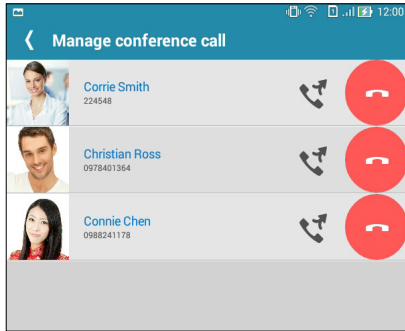 12:00
Manage conference call
Corrie Smith
224548
Christian Ross
0978401364
Connie Chen
0988241178